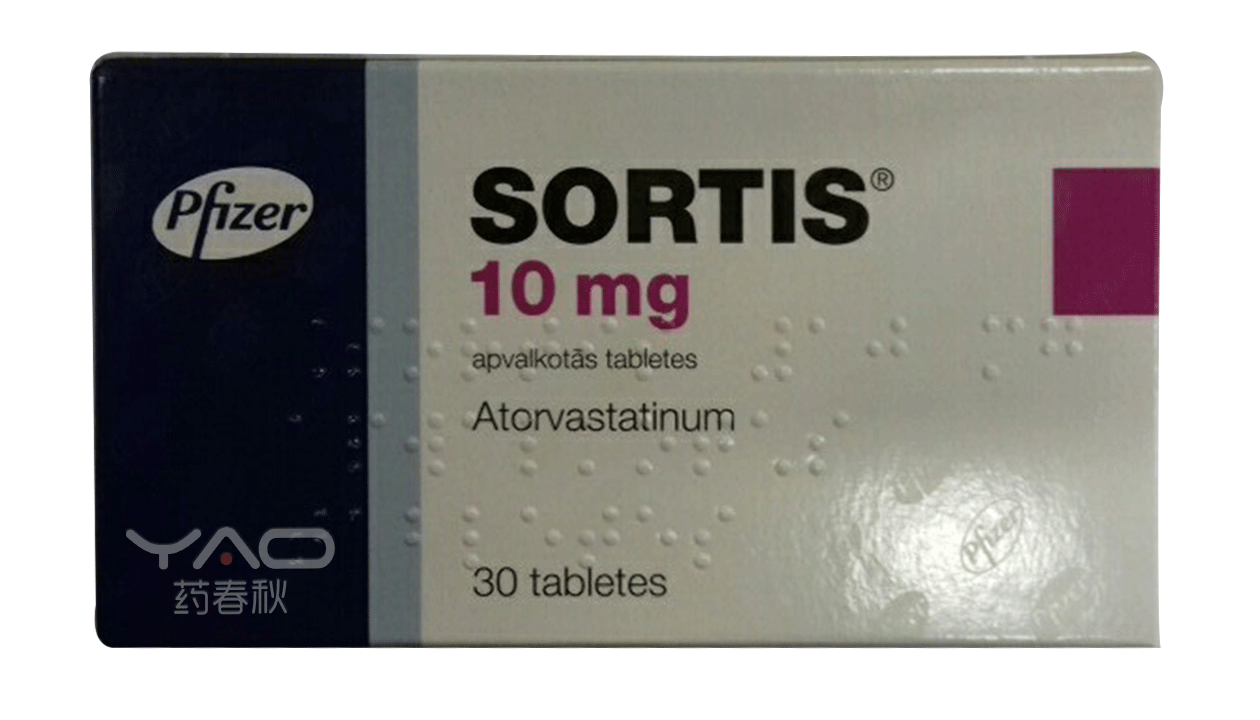 Pfizer
SORTIS®
10 mg
apvalkotās tabletes
Atorvastatinum
30 tabletes
Pfizer
YAO
药春秋